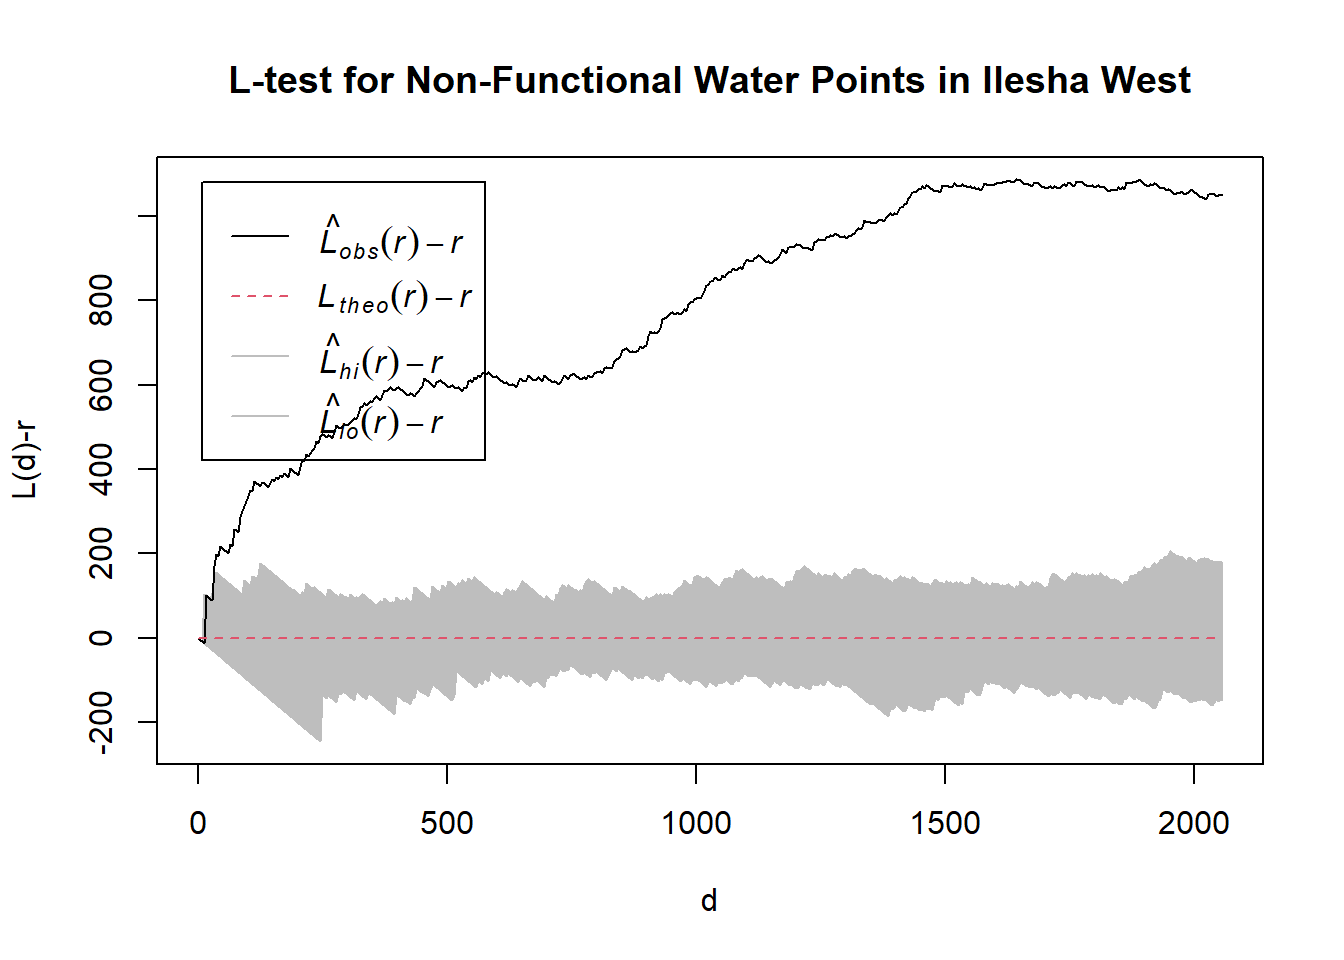 L-test for Non-Functional Water Points in Ilesha West
L̂obs(r) – r
Ltheo(r) – r
L̂hi(r) – r
L̂lo(r) – r
L(d)-r
800
600
400
200
0
-200
0 500 1000 1500 2000
d